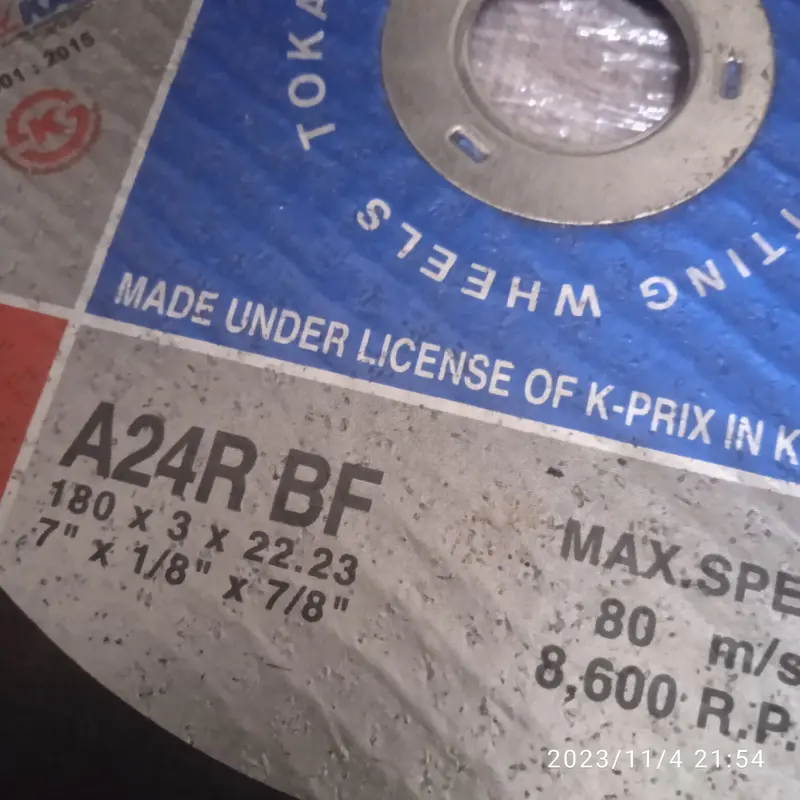 01 : 2015
K
TOKA
TTING WHEELS
MADE UNDER LICENSE OF K-PRIX IN K
A24R BF
180 x 3 x 22.23
7" x 1/8" x 7/8"
MAX.SPE
80 m/s
8,600 R.P.
2023/11/4 21:54